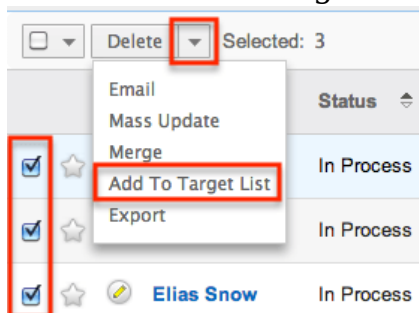 Delete Selected: 3
Email
Mass Update
Merge
Add To Target List
Export
Status
In Process
In Process
Elias Snow In Process